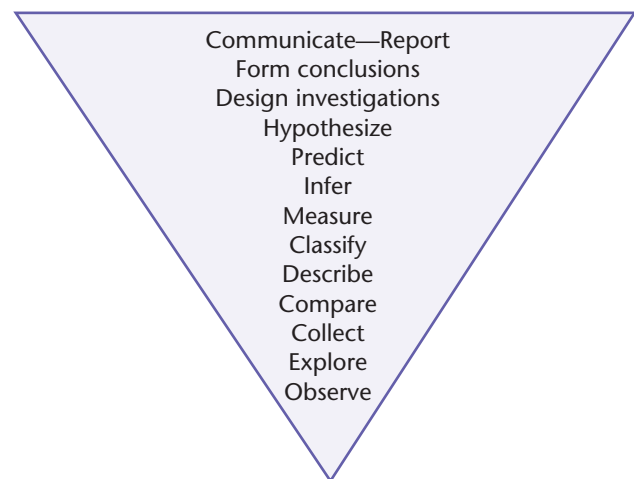 Communicate—Report
Form conclusions
Design investigations
Hypothesize
Predict
Infer
Measure
Classify
Describe
Compare
Collect
Explore
Observe